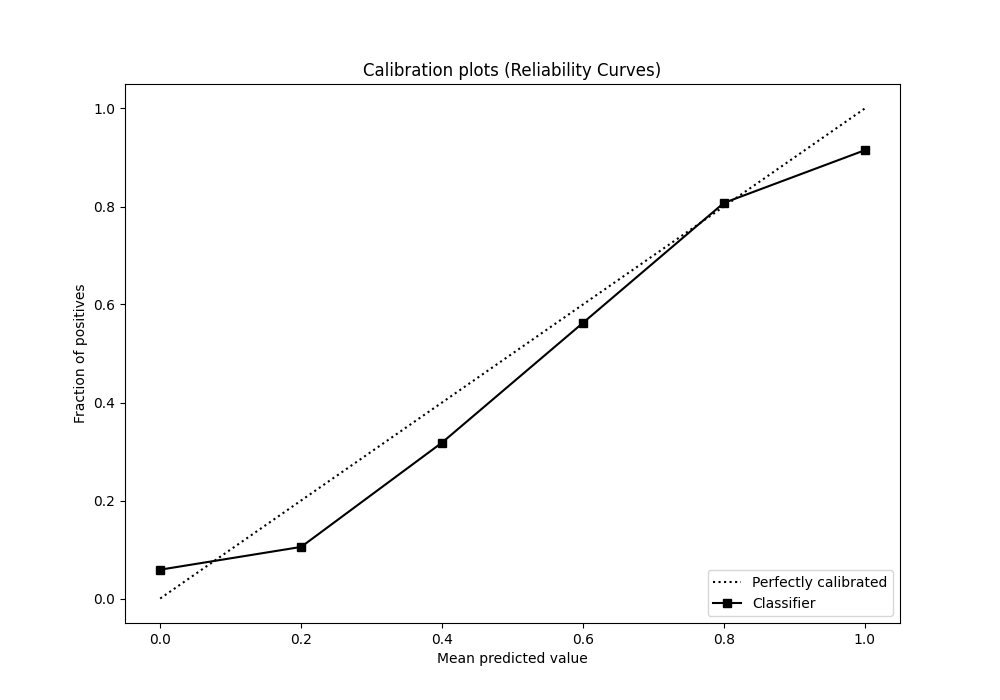 Calibration plots (Reliability Curves)
1.0
0.8
0.6
0.4
0.2
0.0
Fraction of positives
Perfectly calibrated
Classifier
0.0 0.2 0.4 0.6 0.8 1.0
Mean predicted value